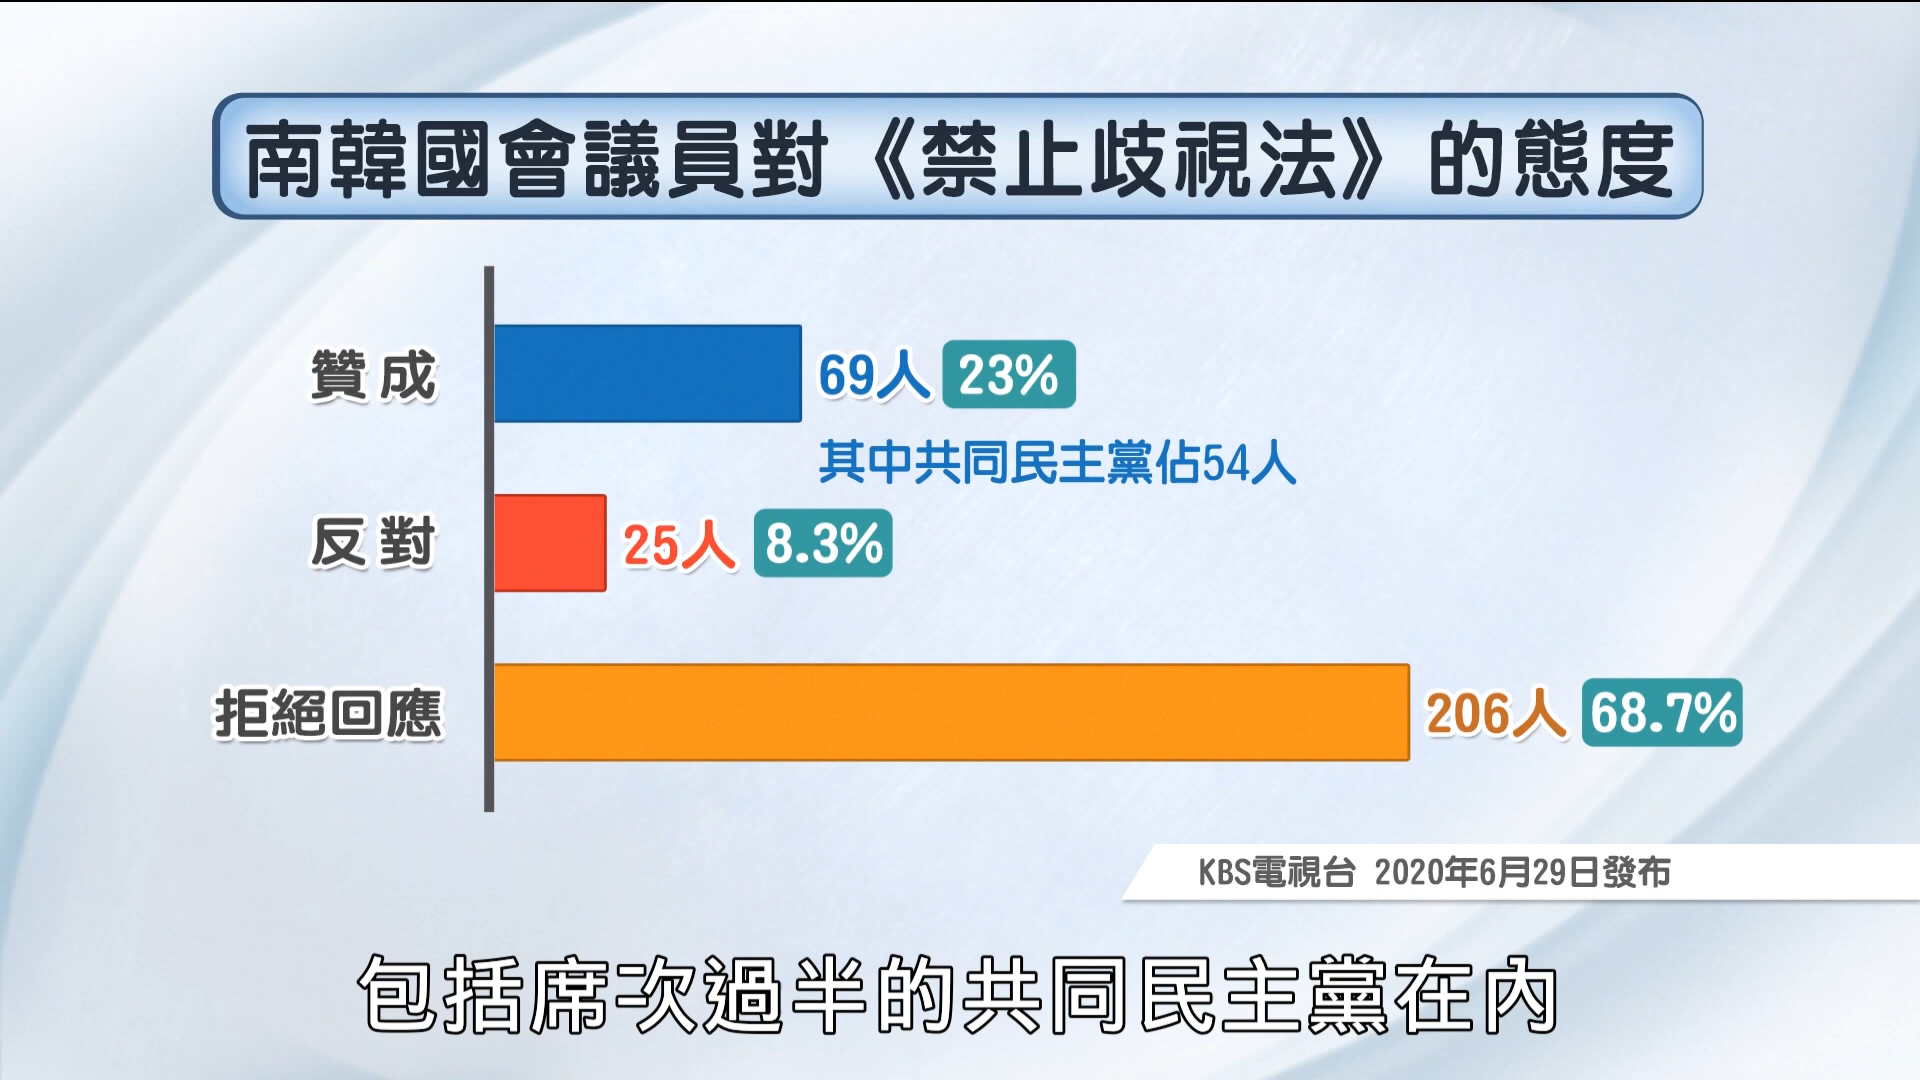 南韓國會議員對《禁止歧視法》的態度
贊成 69人 23%
其中共同民主黨佔54人
反對 25人 8.3%
拒絕回應 206人 68.7%
KBS電視台 2020年6月29日發布
包括席次過半的共同民主黨在內